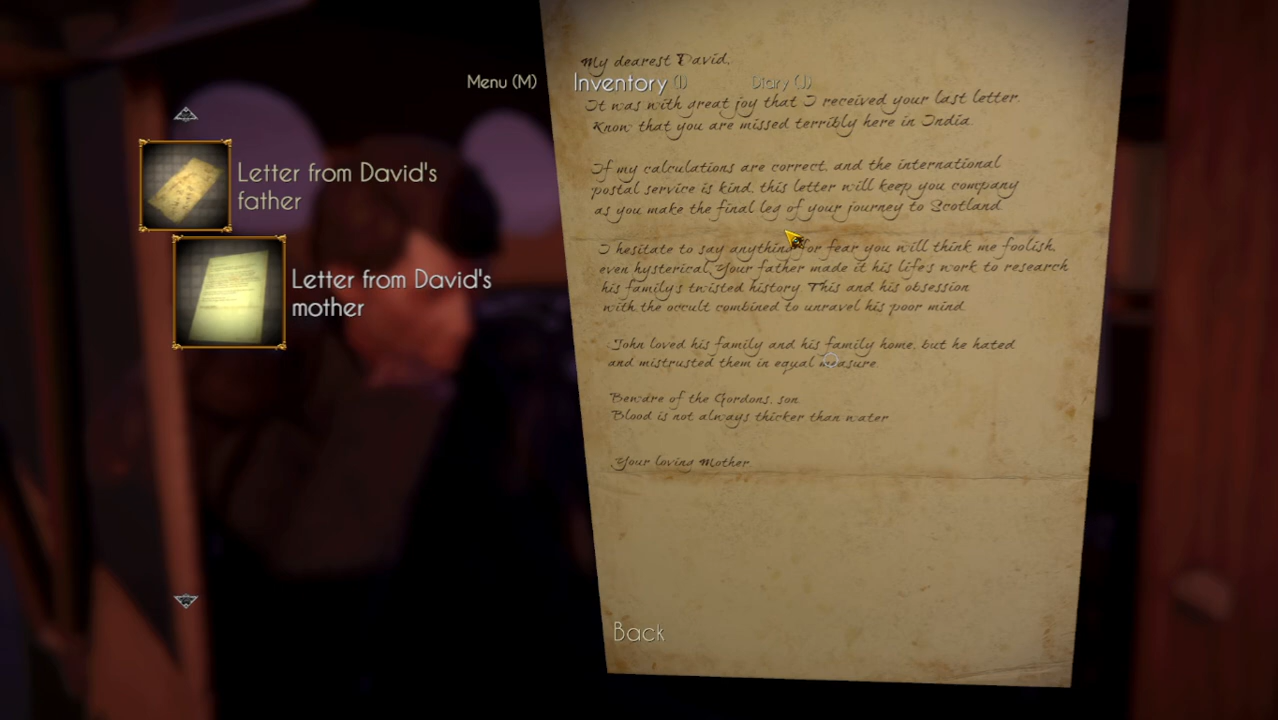 Menu (M)
Inventory (I)
Diary (J)
Letter from David's
father
Letter from David's
mother
My dearest David,
It was with great joy that I received your last letter.
Know that you are missed terribly here in India.
If my calculations are correct, and the international
postal service is kind, this letter will keep you company
as you make the final leg of your journey to Scotland.
I hesitate to say anything for fear you will think me foolish,
even hysterical. Your father made it his life's work to research
his family's twisted history. This and his obsession
with the occult combined to unravel his poor mind.
John loved his family and his family home, but he hated
and mistrusted them in equal measure.
Beware of the Gordons, son.
Blood is not always thicker than water
Your loving Mother
Back